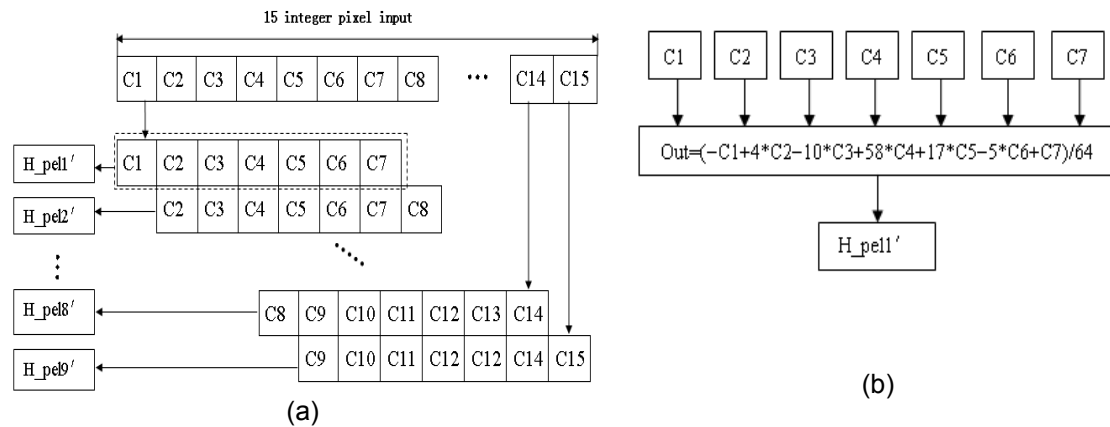 15 integer pixel input
C1 C2 C3 C4 C5 C6 C7 C8 ••• C14 C15
H_pel1′ C1 C2 C3 C4 C5 C6 C7
H_pel2′ C2 C3 C4 C5 C6 C7 C8
H_pel8′ C8 C9 C10 C11 C12 C13 C14
H_pel9′ C9 C10 C11 C12 C12 C14 C15
(a)
C1 C2 C3 C4 C5 C6 C7
Out=(-C1+4*C2-10*C3+58*C4+17*C5-5*C6+C7)/64
H_pel1′
(b)